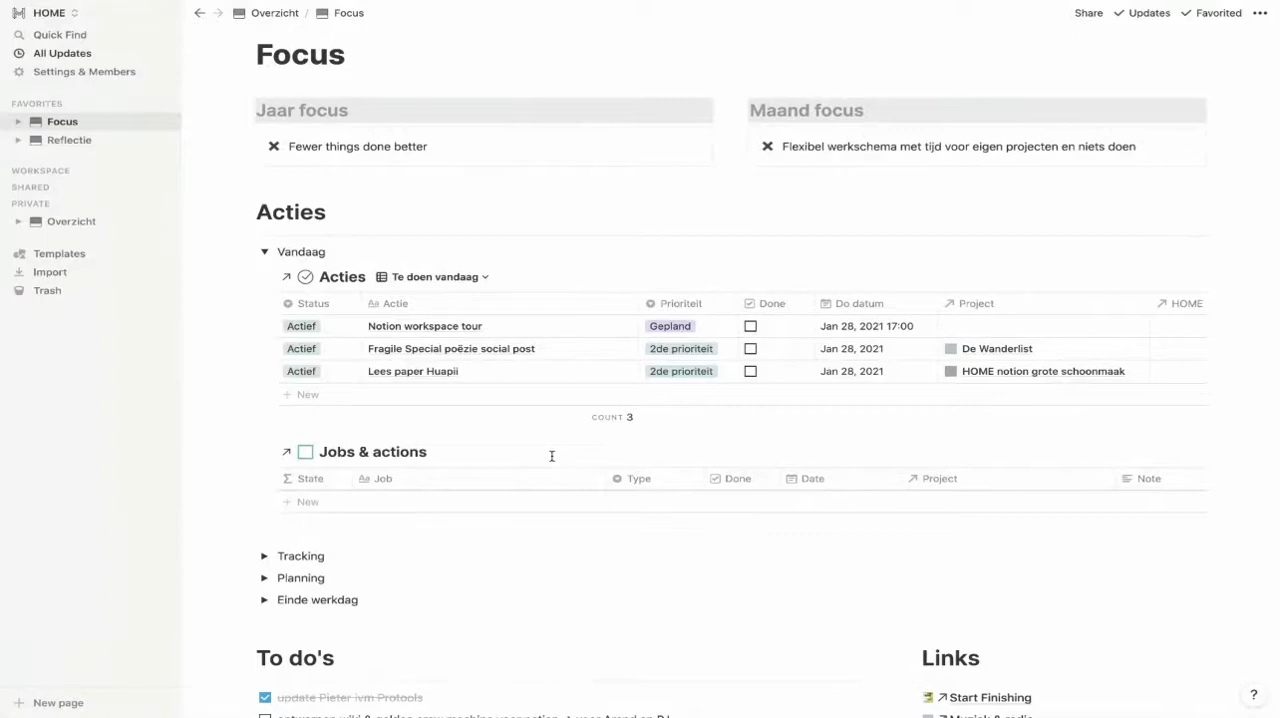 HOME
Overzicht / Focus
Share Updates Favorited
Quick Find
All Updates
Settings & Members
FAVORITES
Focus
Reflectie
WORKSPACE
SHARED
PRIVATE
Overzicht
Templates
Import
Trash
New page
Focus
Jaar focus
Fewer things done better
Maand focus
Flexibel werkschema met tijd voor eigen projecten en niets doen
Acties
Vandaag
Acties Te doen vandaag
Status Actie Prioriteit Done Do datum Project HOME
Actief Notion workspace tour Gepland Jan 28, 2021 17:00
Actief Fragile Special poëzie social post 2de prioriteit Jan 28, 2021 De Wanderlist
Actief Lees paper Huapii 2de prioriteit Jan 28, 2021 HOME notion grote schoonmaak
+ New
COUNT 3
Jobs & actions
State Job Type Done Date Project Note
+ New
Tracking
Planning
Einde werkdag
To do's
update Pieter ivm Protools
Links
Start Finishing
?